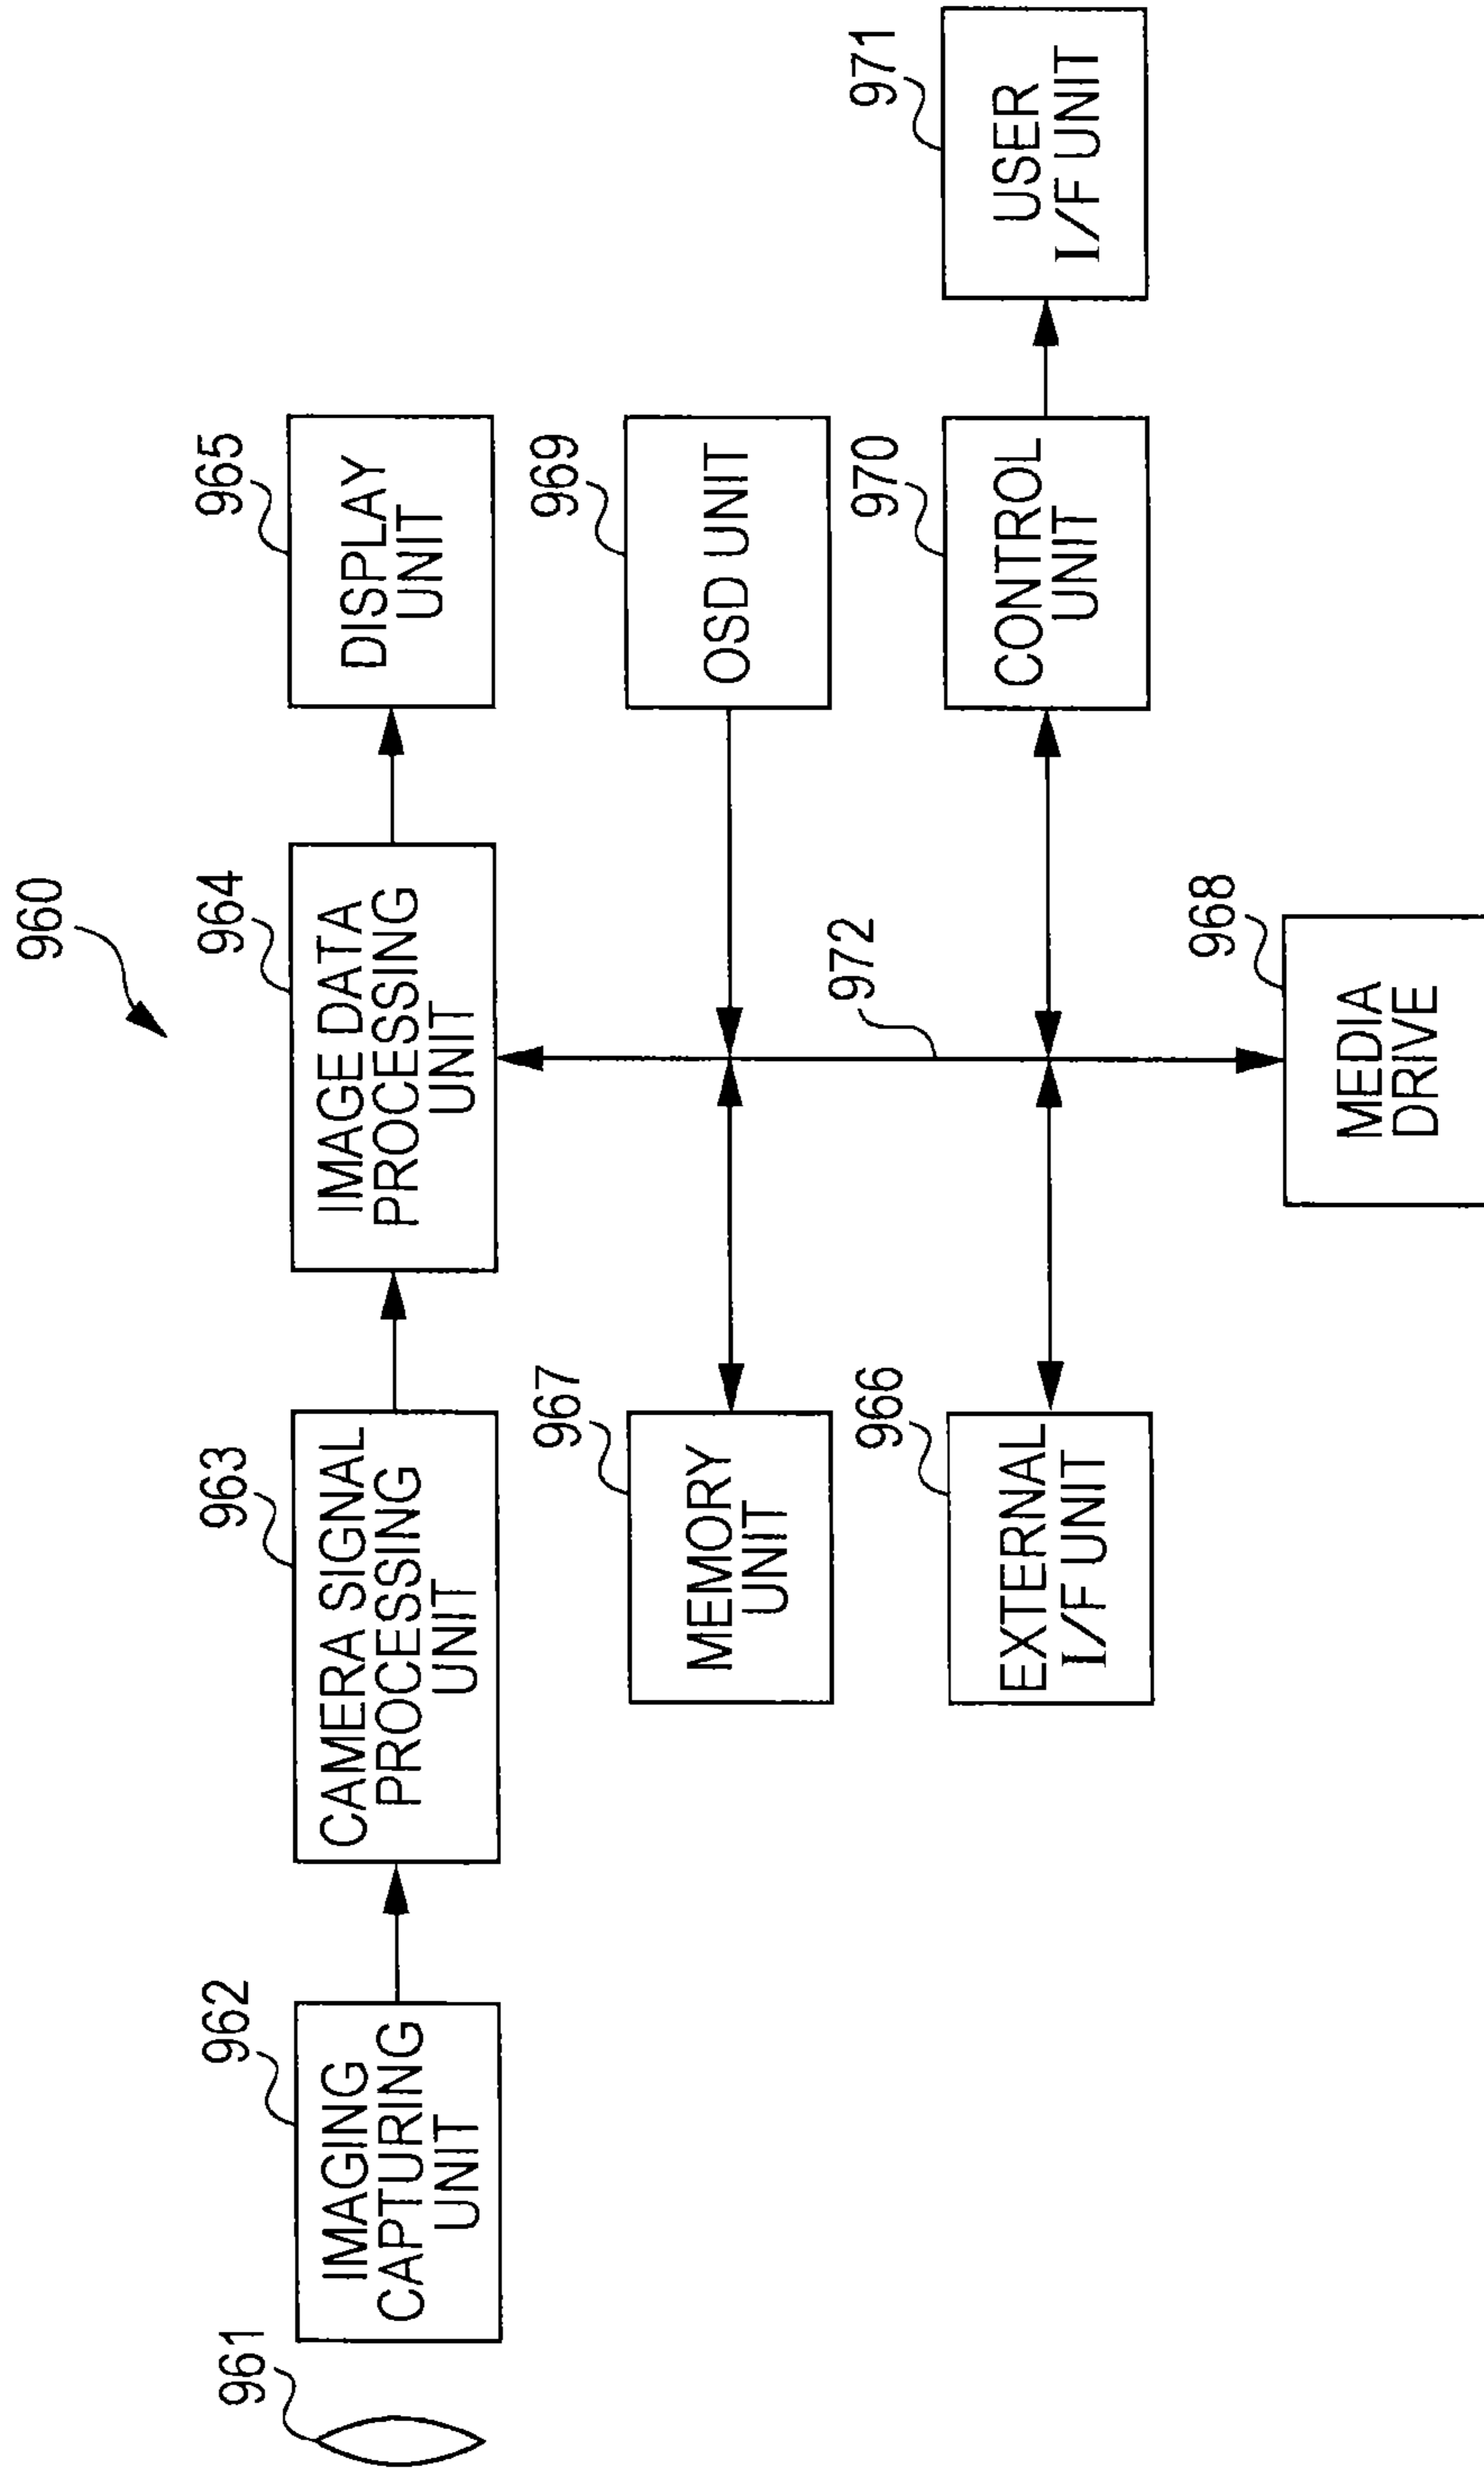 960
961
962
IMAGING
CAPTURING
UNIT
963
CAMERA SIGNAL
PROCESSING
UNIT
964
IMAGE DATA
PROCESSING
UNIT
965
DISPLAY
UNIT
967
MEMORY
UNIT
969
OSD UNIT
972
966
EXTERNAL
I/F UNIT
970
CONTROL
UNIT
971
USER
I/F UNIT
968
MEDIA
DRIVE